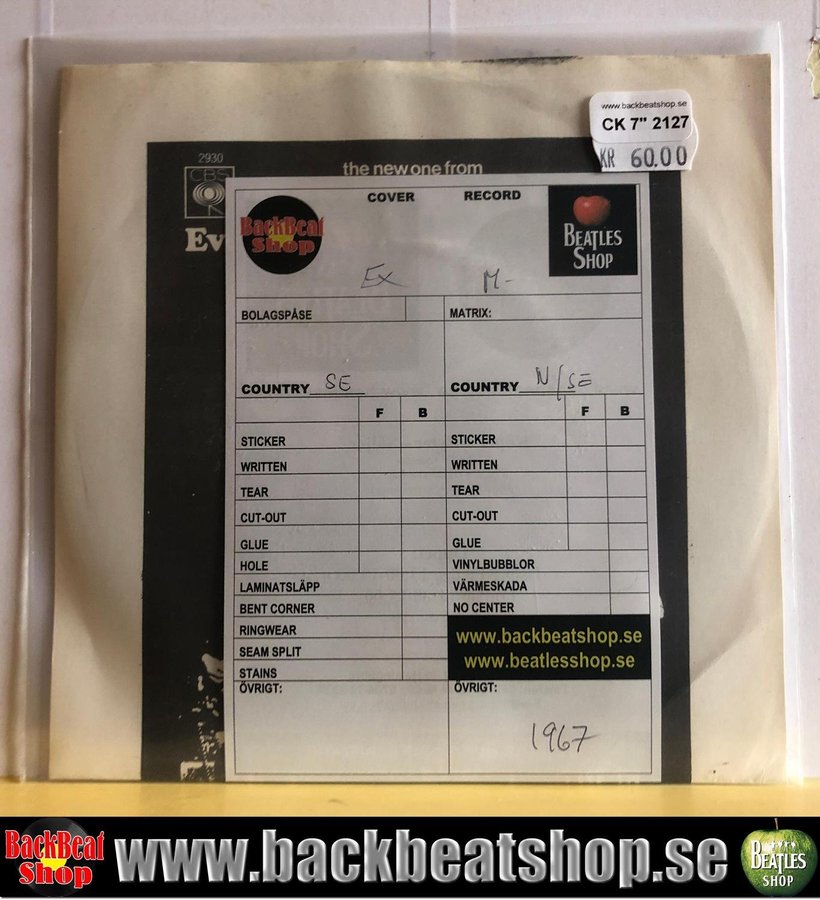 www.backbeatshop.se
CK 7" 2127
KR 60.00
2930
CBS
the new one from
Ev
COVER RECORD
BackBeat
Shop
BEATLES
SHOP
Ex M-
BOLAGSPÅSE MATRIX:
COUNTRY SE COUNTRY N/SE
F B F B
STICKER STICKER
WRITTEN WRITTEN
TEAR TEAR
CUT-OUT CUT-OUT
GLUE GLUE
HOLE VINYLBUBBLOR
LAMINATSLÄPP VÄRMESKADA
BENT CORNER NO CENTER
RINGWEAR
SEAM SPLIT
STAINS
www.backbeatshop.se
www.beatlesshop.se
ÖVRIGT: ÖVRIGT:
1967
BackBeat
Shop
www.backbeatshop.se
BEATLES
SHOP